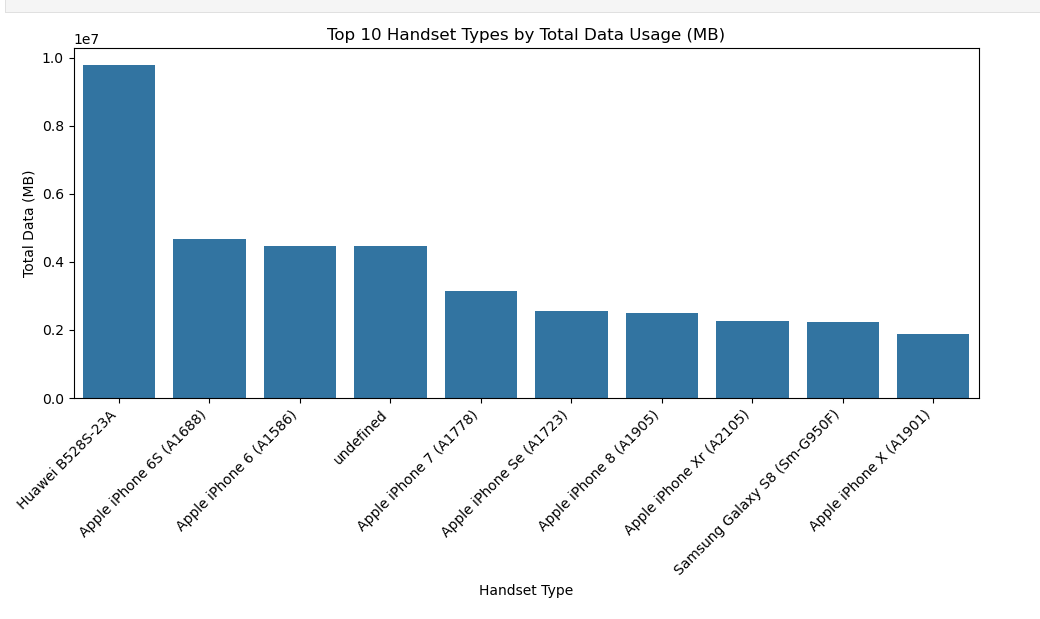 Top 10 Handset Types by Total Data Usage (MB)
1e7
1.0
0.8
0.6
0.4
0.2
0.0
Total Data (MB)
Huawei B528S-23A
Apple iPhone 6S (A1688)
Apple iPhone 6 (A1586)
undefined
Apple iPhone 7 (A1778)
Apple iPhone Se (A1723)
Apple iPhone 8 (A1905)
Apple iPhone Xr (A2105)
Samsung Galaxy S8 (Sm-G950F)
Apple iPhone X (A1901)
Handset Type